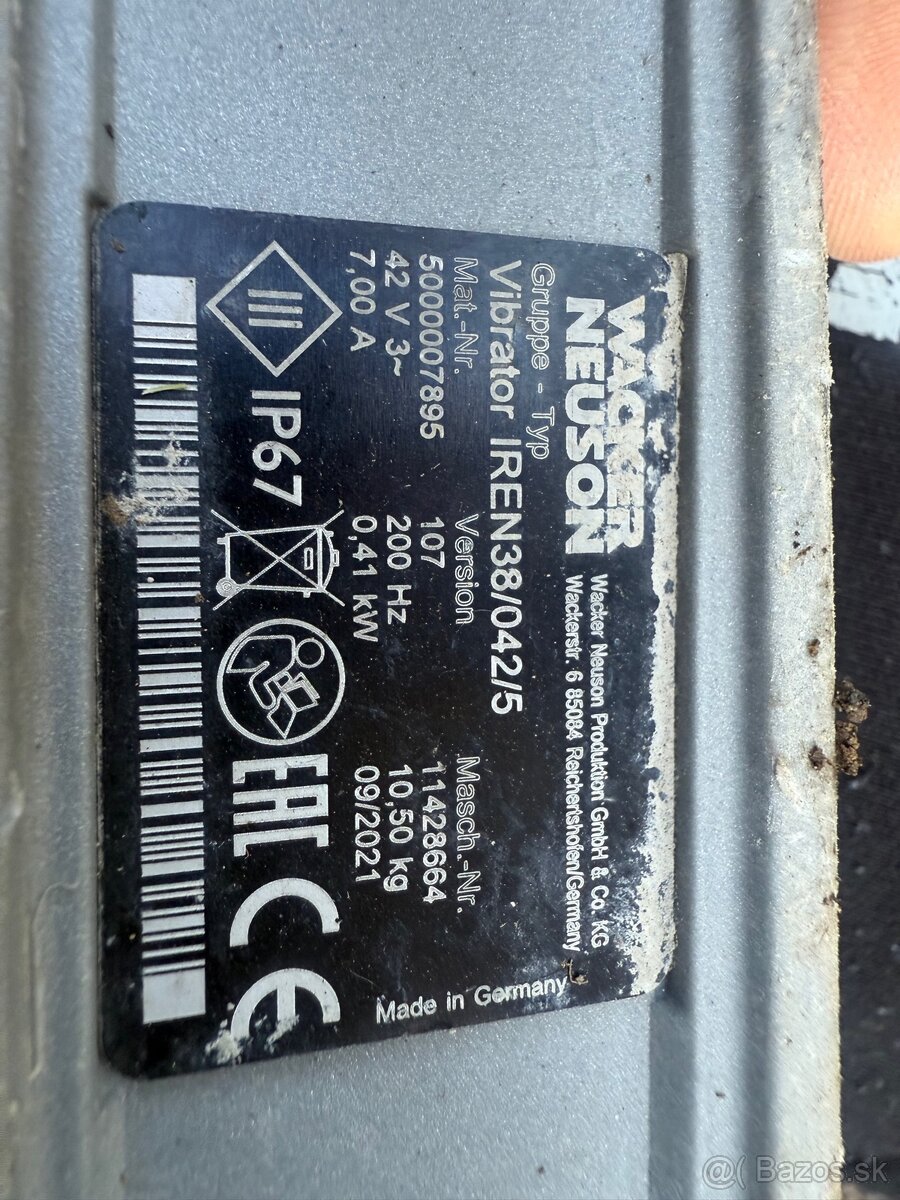 WACKER
NEUSON
Wacker Neuson Produktion GmbH & Co. KG
Wackerstr. 6 85084 Reichertshofen/Germany
Gruppe - Typ
Vibrator IREN38/042/5
Mat.-Nr. Version Masch.-Nr.
5000007895 107 11428664
42 V 3~ 200 Hz 10,50 kg
7,00 A 0,41 kW 09/2021
Made in Germany
IP67 EAC CE
@( Bazos.sk